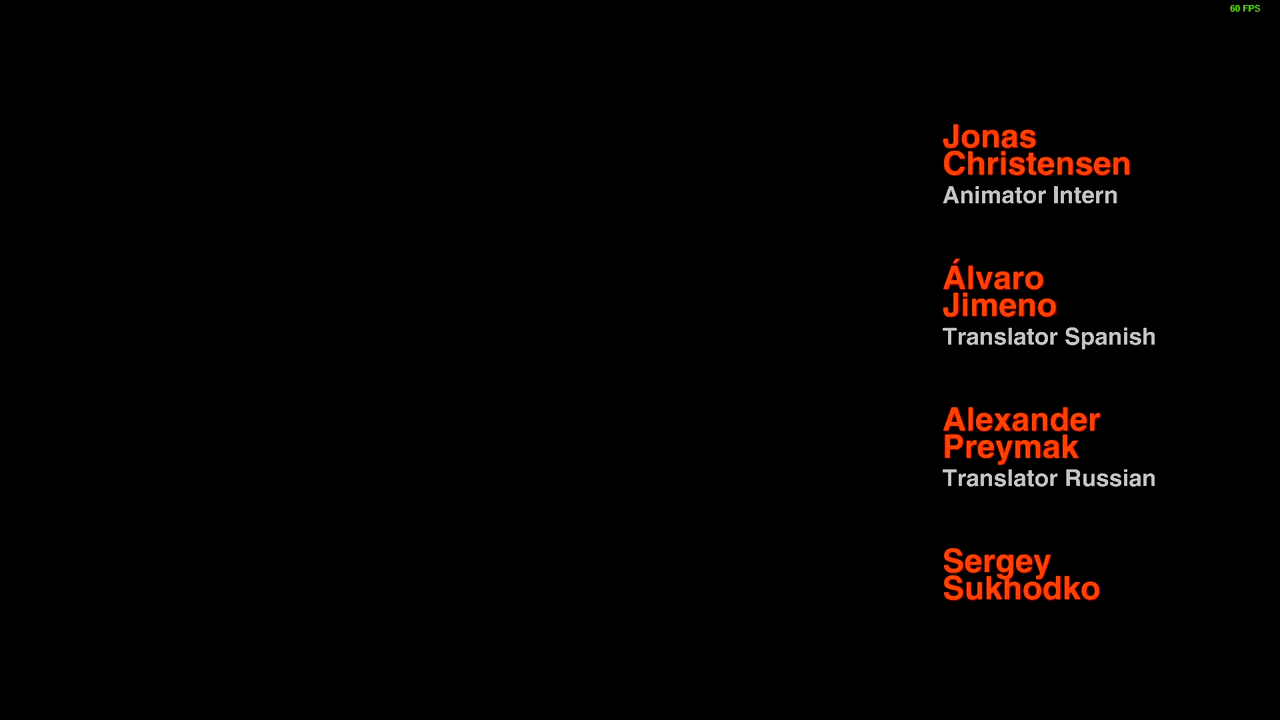 60 FPS
Jonas
Christensen
Animator Intern
Álvaro
Jimeno
Translator Spanish
Alexander
Preymak
Translator Russian
Sergey
Sukhodko